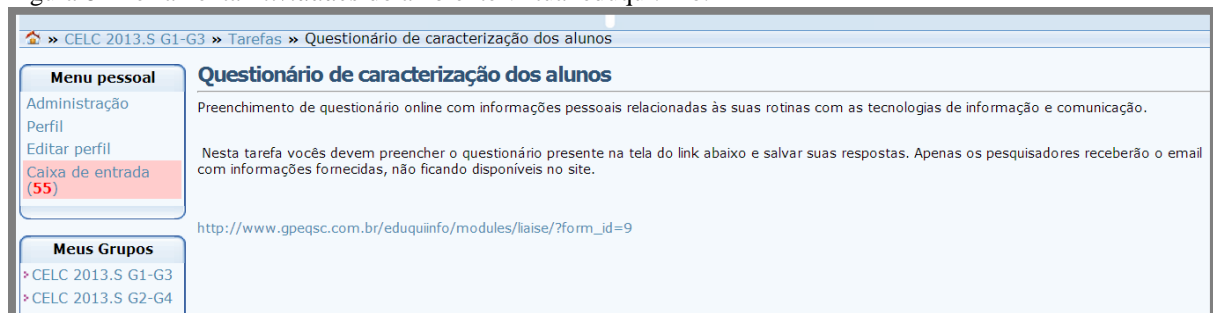 » CELC 2013.S G1-G3 » Tarefas » Questionário de caracterização dos alunos
Menu pessoal
Administração
Perfil
Editar perfil
Caixa de entrada
(55)
Meus Grupos
CELC 2013.S G1-G3
CELC 2013.S G2-G4
Questionário de caracterização dos alunos
Preenchimento de questionário online com informações pessoais relacionadas às suas rotinas com as tecnologias de informação e comunicação.
Nesta tarefa vocês devem preencher o questionário presente na tela do link abaixo e salvar suas respostas. Apenas os pesquisadores receberão o email
com informações fornecidas, não ficando disponíveis no site.
http://www.gpeqsc.com.br/eduquiinfo/modules/liaise/?form_id=9